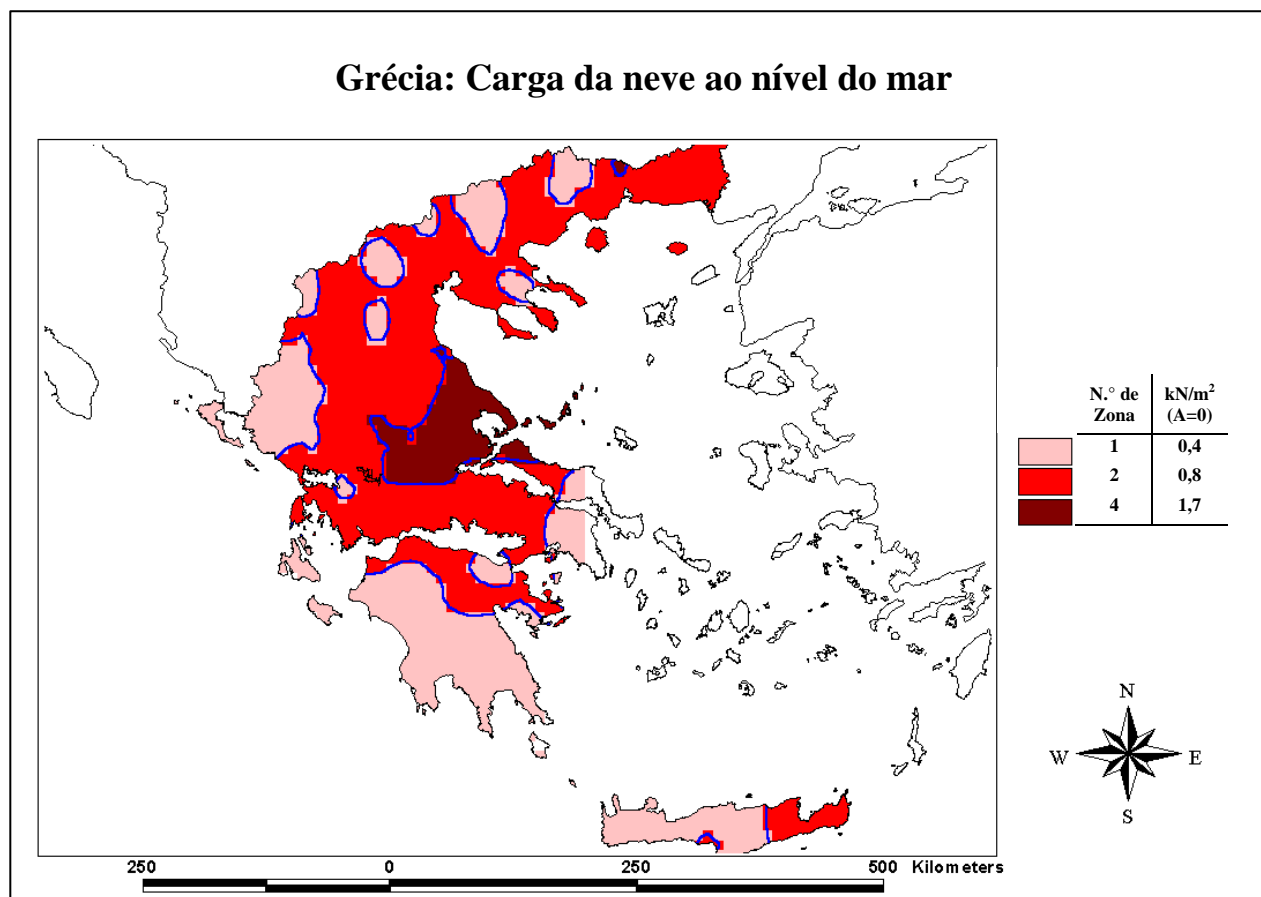 Grécia: Carga da neve ao nível do mar
N.° de Zona kN/m² (A=0)
1 0,4
2 0,8
4 1,7
N
W E
S
250 0 250 500 Kilometers